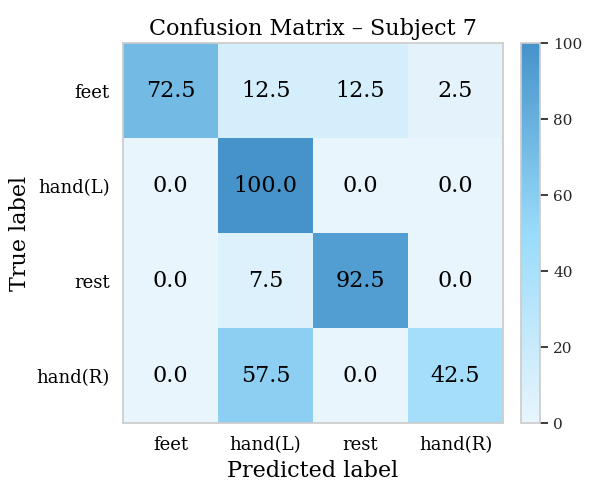 Confusion Matrix – Subject 7
True label
feet 72.5 12.5 12.5 2.5
hand(L) 0.0 100.0 0.0 0.0
rest 0.0 7.5 92.5 0.0
hand(R) 0.0 57.5 0.0 42.5
feet hand(L) rest hand(R)
Predicted label
100
80
60
40
20
0